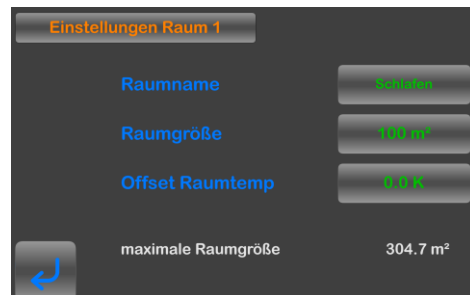 Einstellungen Raum 1
Raumname Schlafen
Raumgröße 100 m²
Offset Raumtemp 0.0 K
maximale Raumgröße 304.7 m²